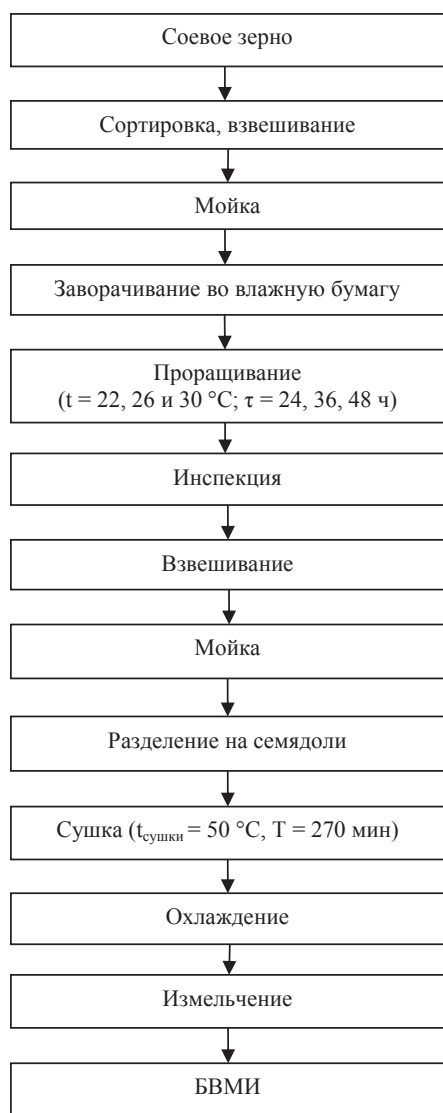 Соевое зерно
Сортировка, взвешивание
Мойка
Заворачивание во влажную бумагу
Проращивание
(t = 22, 26 и 30 °С; τ = 24, 36, 48 ч)
Инспекция
Взвешивание
Мойка
Разделение на семядоли
Сушка (tсушки = 50 °С, Т = 270 мин)
Охлаждение
Измельчение
БВМИ